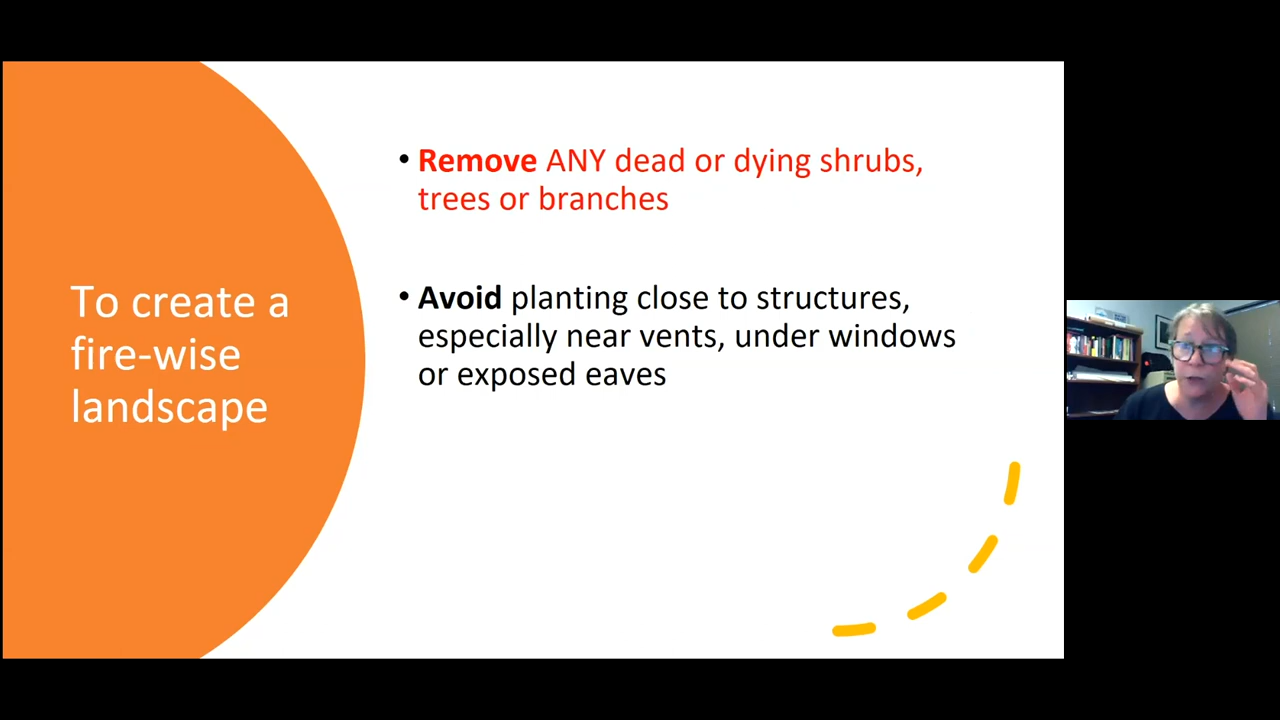 To create a
fire-wise
landscape
• Remove ANY dead or dying shrubs,
trees or branches
• Avoid planting close to structures,
especially near vents, under windows
or exposed eaves